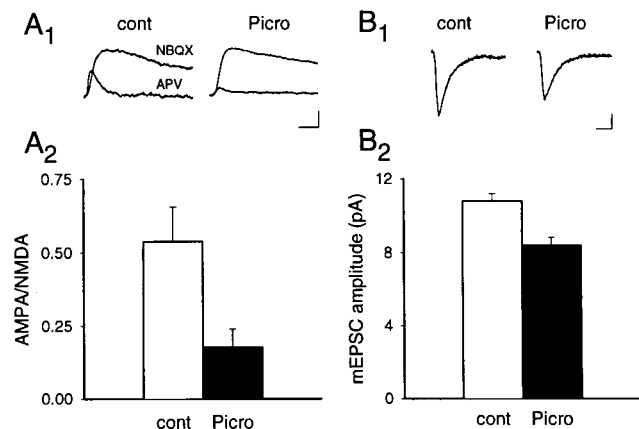 A1
cont
Picro
NBQX
APV
B1
cont
Picro
A2
0.75
0.50
0.25
0.00
AMPA/NMDA
cont
Picro
B2
12
8
4
0
mEPSC amplitude (pA)
cont
Picro